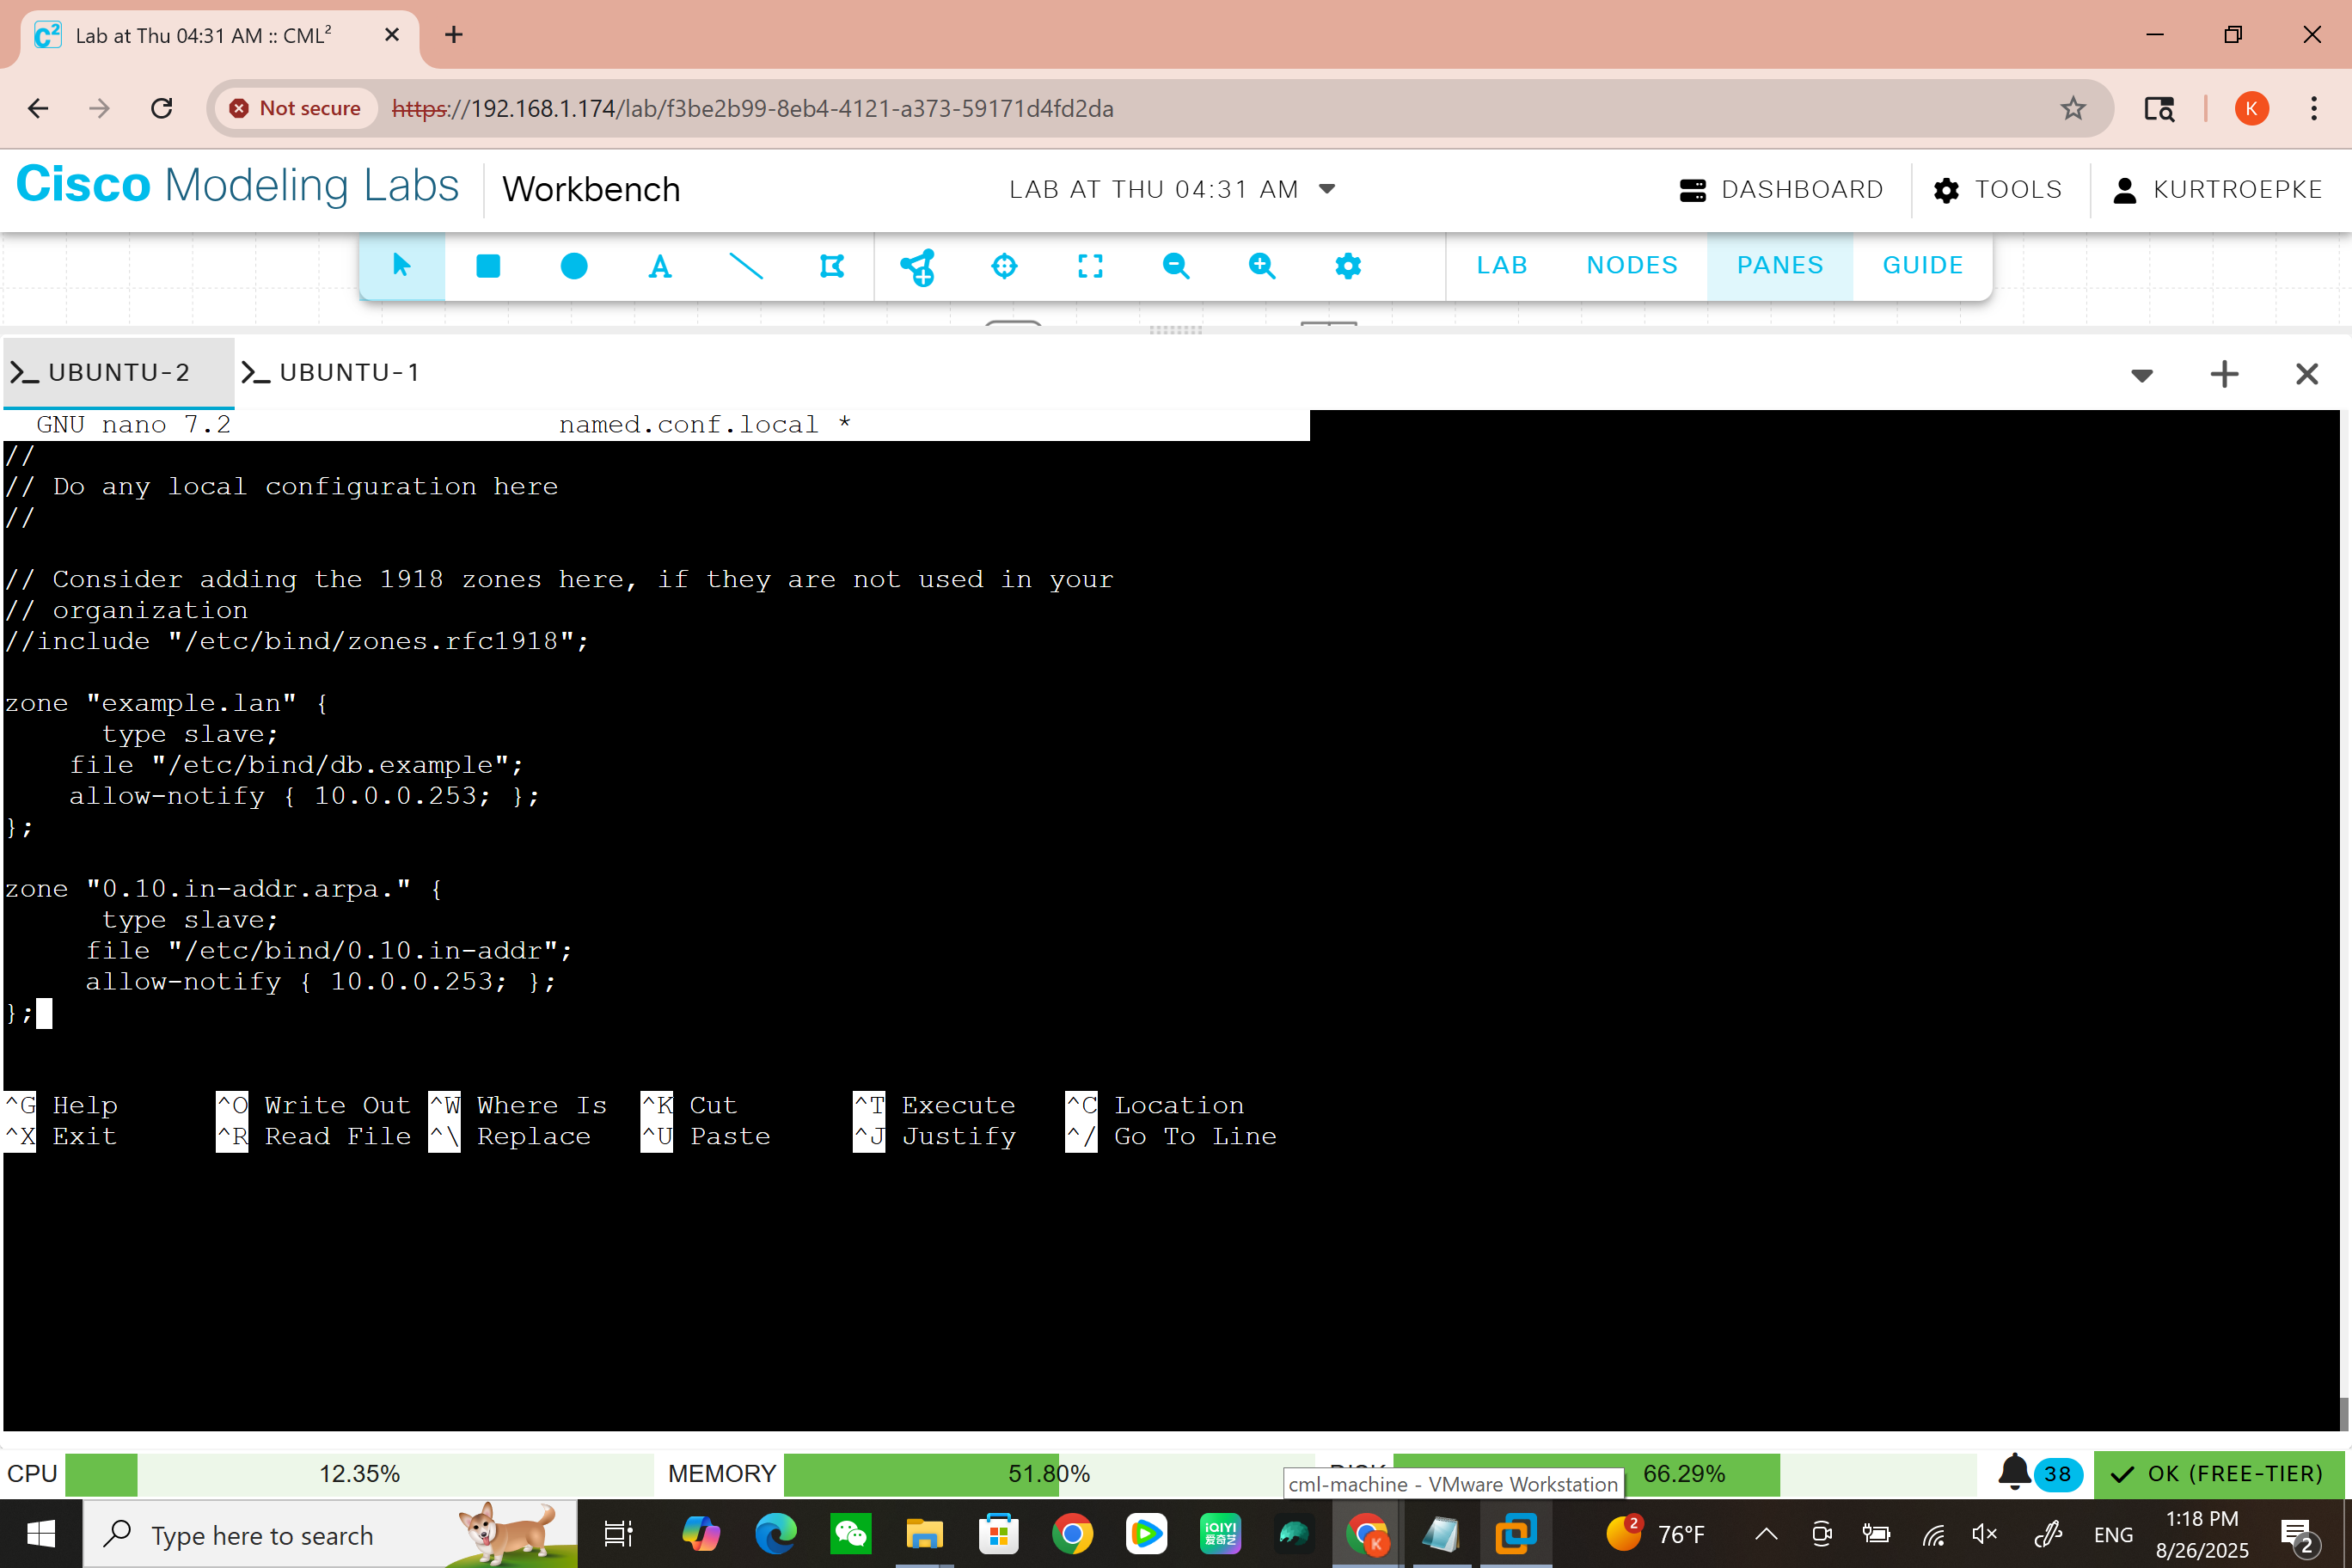 Lab at Thu 04:31 AM :: CML²
Not secure https://192.168.1.174/lab/f3be2b99-8eb4-4121-a373-59171d4fd2da K
Cisco Modeling Labs Workbench LAB AT THU 04:31 AM DASHBOARD TOOLS KURTROEPKE
A LAB NODES PANES GUIDE
UBUNTU-2 UBUNTU-1
GNU nano 7.2 named.conf.local *
//
// Do any local configuration here
//
// Consider adding the 1918 zones here, if they are not used in your
// organization
//include "/etc/bind/zones.rfc1918";
zone "example.lan" {
type slave;
file "/etc/bind/db.example";
allow-notify { 10.0.0.253; };
};
zone "0.10.in-addr.arpa." {
type slave;
file "/etc/bind/0.10.in-addr";
allow-notify { 10.0.0.253; };
};
^G Help ^O Write Out ^W Where Is ^K Cut ^T Execute ^C Location
^X Exit ^R Read File ^\ Replace ^U Paste ^J Justify ^/ Go To Line
CPU 12.35% MEMORY 51.80% 66.29% 38 OK (FREE-TIER)
cml-machine - VMware Workstation
Type here to search iQIYI 爱奇艺 K 2 76°F ENG 1:18 PM 2
8/26/2025